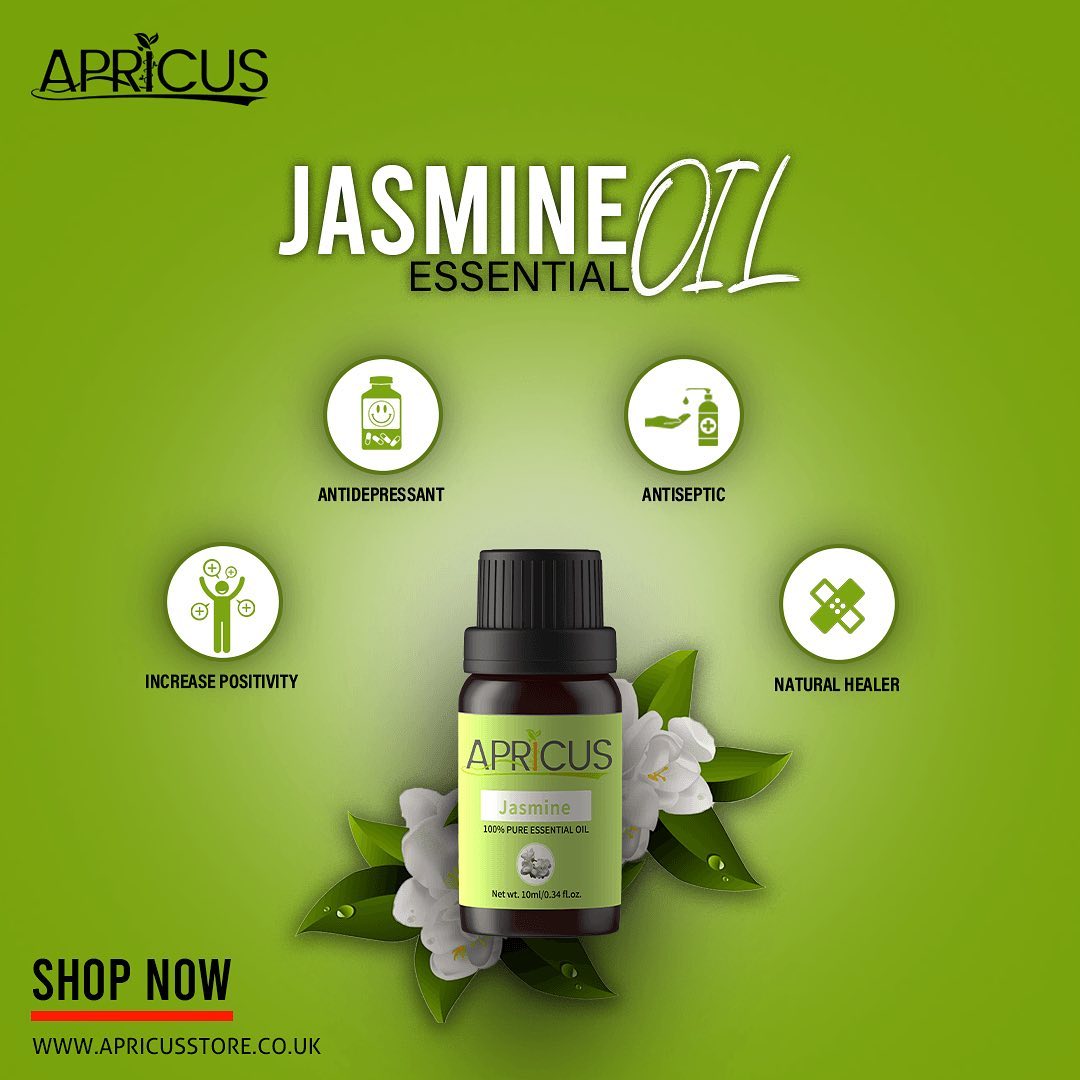 APRICUS
JASMINE
ESSENTIAL
OIL
ANTIDEPRESSANT
ANTISEPTIC
INCREASE POSITIVITY
NATURAL HEALER
APRICUS
Jasmine
100% PURE ESSENTIAL OIL
Net wt. 10ml/0.34 fl.oz.
SHOP NOW
WWW.APRICUSSTORE.CO.UK